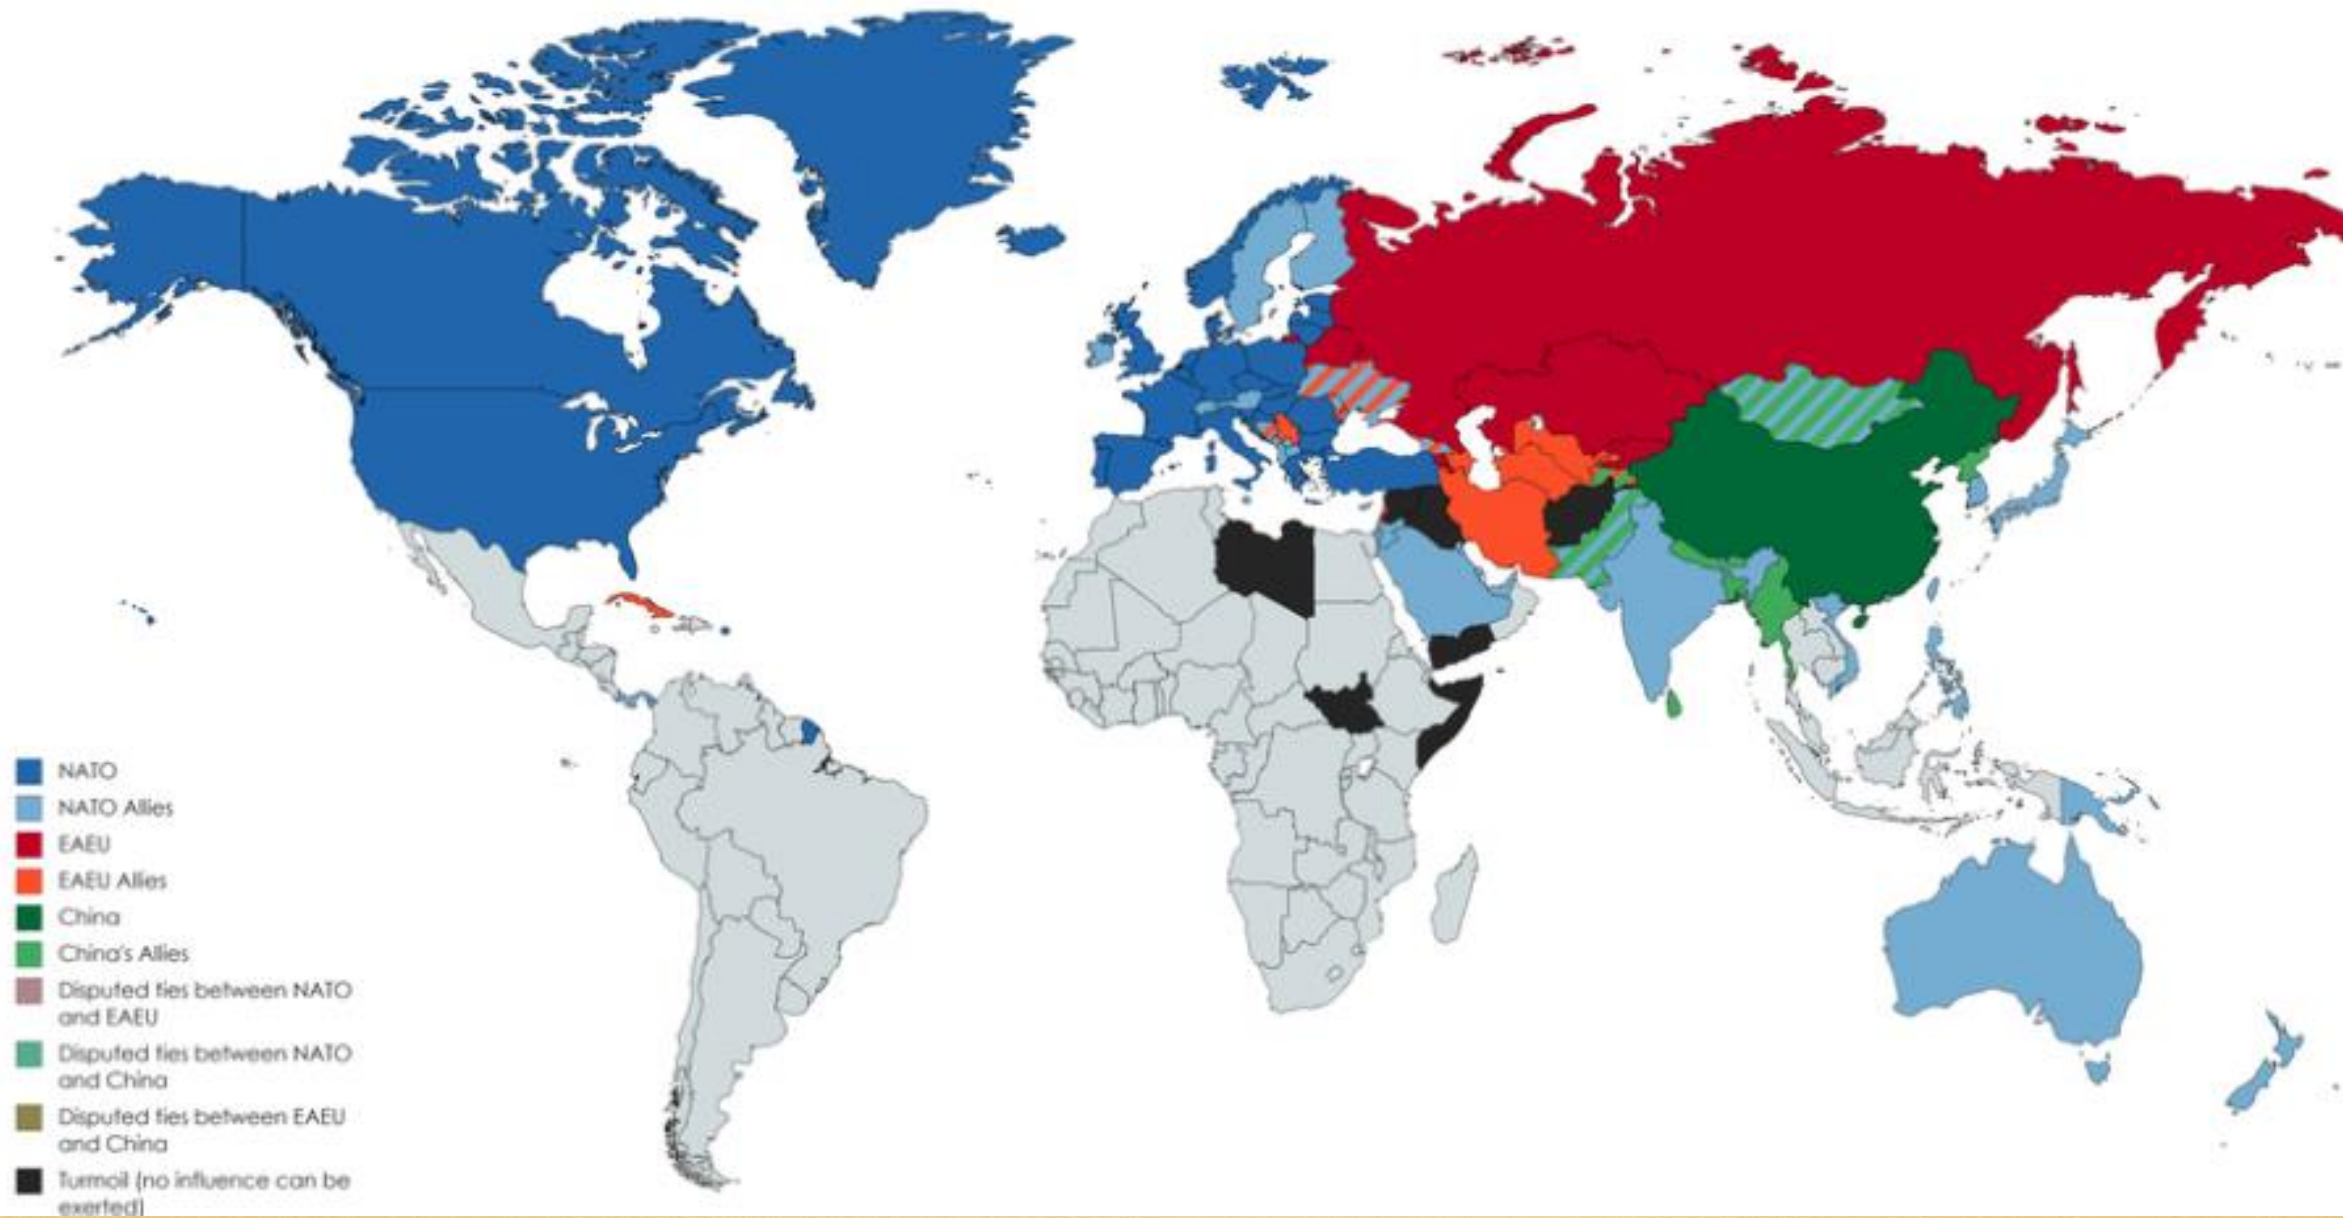 NATO
NATO Allies
EAEU
EAEU Allies
China
China's Allies
Disputed ties between NATO
and EAEU
Disputed ties between NATO
and China
Disputed ties between EAEU
and China
Turmoil (no influence can be
exerted)